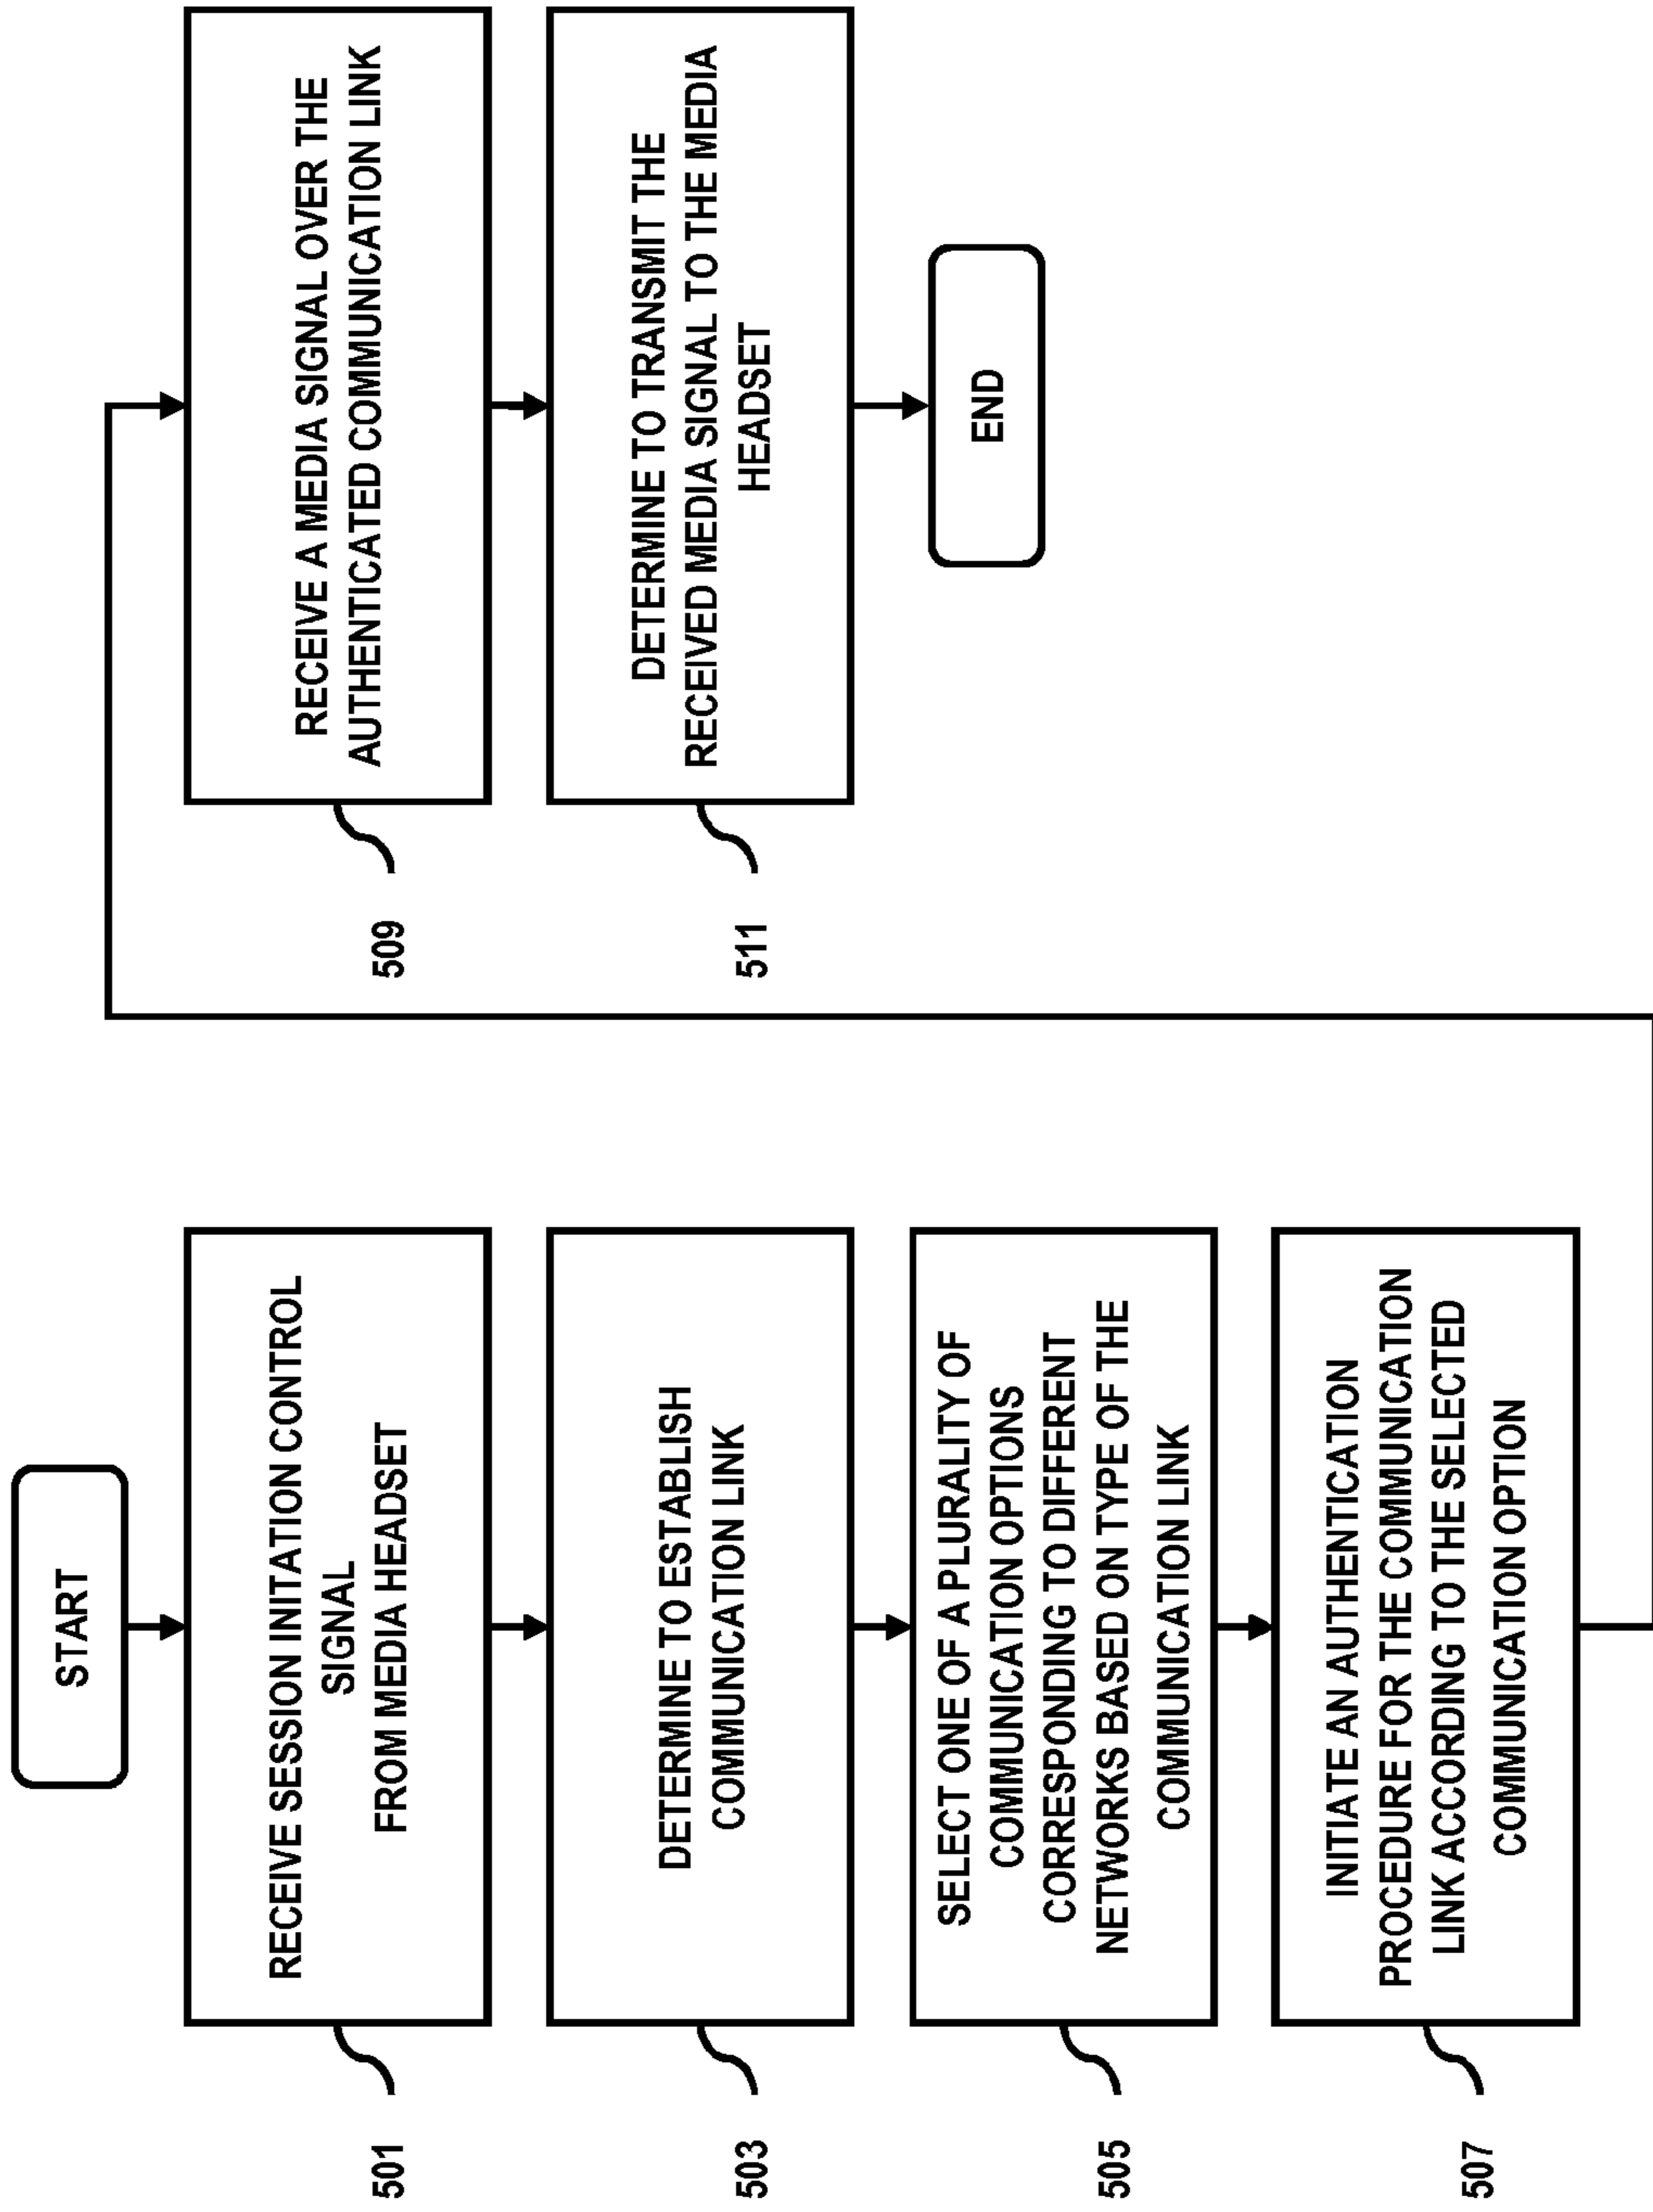 START
RECEIVE SESSION INITATION CONTROL
SIGNAL
FROM MEDIA HEADSET
501
DETERMINE TO ESTABLISH
COMMUNICATION LINK
503
SELECT ONE OF A PLURALITY OF
COMMUNICATION OPTIONS
CORRESPONDING TO DIFFERENT
NETWORKS BASED ON TYPE OF THE
COMMUNICATION LINK
505
INITIATE AN AUTHENTICATION
PROCEDURE FOR THE COMMUNICATION
LINK ACCORDING TO THE SELECTED
COMMUNICATION OPTION
507
RECEIVE A MEDIA SIGNAL OVER THE
AUTHENTICATED COMMUNICATION LINK
509
DETERMINE TO TRANSMIT THE
RECEIVED MEDIA SIGNAL TO THE MEDIA
HEADSET
511
END